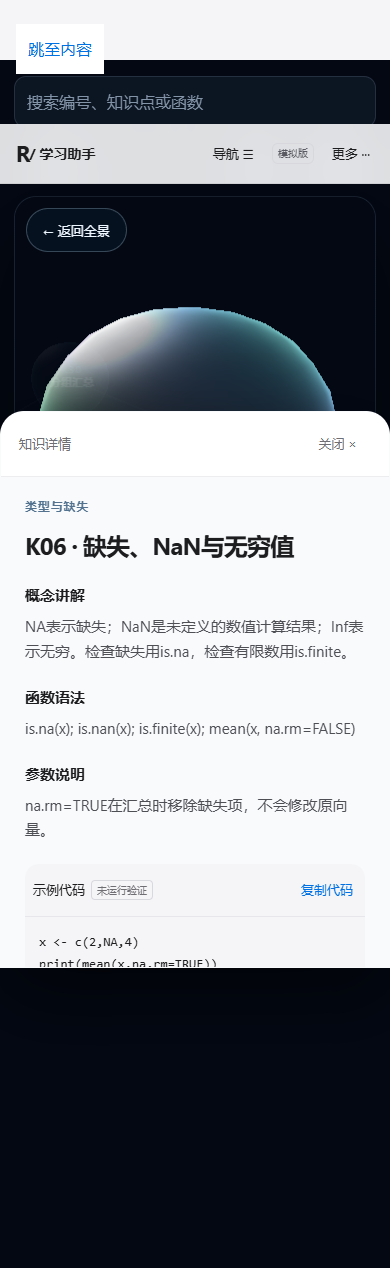 跳至内容
搜索编号、知识点或函数
R/ 学习助手
导航 ☰
模拟版
更多 ···
← 返回全景
知识详情
关闭 ×
类型与缺失
K06 · 缺失、NaN与无穷值
概念讲解
NA表示缺失；NaN是未定义的数值计算结果；Inf表
示无穷。检查缺失用is.na，检查有限数用is.finite。
函数语法
is.na(x); is.nan(x); is.finite(x); mean(x, na.rm=FALSE)
参数说明
na.rm=TRUE在汇总时移除缺失项，不会修改原向
量。
示例代码
未运行验证
复制代码
x <- c(2,NA,4)
print(mean(x,na.rm=TRUE))